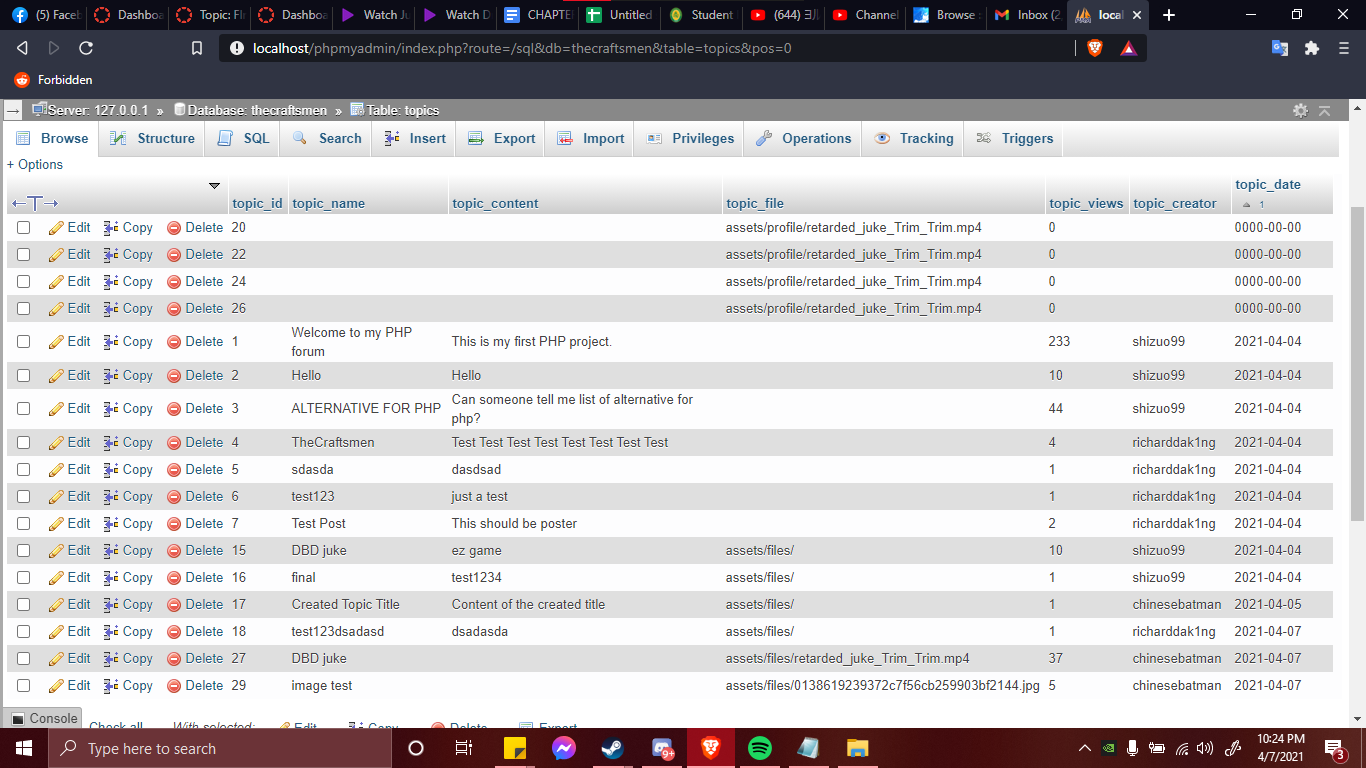 (5) Faceb
Dashboa
Topic: FIr
Dashboa
Watch Ju
Watch D
CHAPTE
Untitled
Student
(644) ヨル
Channel
Browse
Inbox (2,
local
localhost/phpmyadmin/index.php?route=/sql&db=thecraftsmen&table=topics&pos=0
Forbidden
Server: 127.0.0.1 » Database: thecraftsmen » Table: topics
Browse Structure SQL Search Insert Export Import Privileges Operations Tracking Triggers
+ Options
←T→ topic_id topic_name topic_content topic_file topic_views topic_creator topic_date 1
Edit Copy Delete 20 assets/profile/retarded_juke_Trim_Trim.mp4 0 0000-00-00
Edit Copy Delete 22 assets/profile/retarded_juke_Trim_Trim.mp4 0 0000-00-00
Edit Copy Delete 24 assets/profile/retarded_juke_Trim_Trim.mp4 0 0000-00-00
Edit Copy Delete 26 assets/profile/retarded_juke_Trim_Trim.mp4 0 0000-00-00
Edit Copy Delete 1 Welcome to my PHP forum This is my first PHP project. 233 shizuo99 2021-04-04
Edit Copy Delete 2 Hello Hello 10 shizuo99 2021-04-04
Edit Copy Delete 3 ALTERNATIVE FOR PHP Can someone tell me list of alternative for php? 44 shizuo99 2021-04-04
Edit Copy Delete 4 TheCraftsmen Test Test Test Test Test Test Test Test 4 richarddak1ng 2021-04-04
Edit Copy Delete 5 sdasda dasdsad 1 richarddak1ng 2021-04-04
Edit Copy Delete 6 test123 just a test 1 richarddak1ng 2021-04-04
Edit Copy Delete 7 Test Post This should be poster 2 richarddak1ng 2021-04-04
Edit Copy Delete 15 DBD juke ez game assets/files/ 10 shizuo99 2021-04-04
Edit Copy Delete 16 final test1234 assets/files/ 1 shizuo99 2021-04-04
Edit Copy Delete 17 Created Topic Title Content of the created title assets/files/ 1 chinesebatman 2021-04-05
Edit Copy Delete 18 test123dsadasd dsadasda assets/files/ 1 richarddak1ng 2021-04-07
Edit Copy Delete 27 DBD juke assets/files/retarded_juke_Trim_Trim.mp4 37 chinesebatman 2021-04-07
Edit Copy Delete 29 image test assets/files/0138619239372c7f56cb259903bf2144.jpg 5 chinesebatman 2021-04-07
Console Check all With selected: Edit Copy Delete Export
Type here to search
9+
10:24 PM
4/7/2021
3